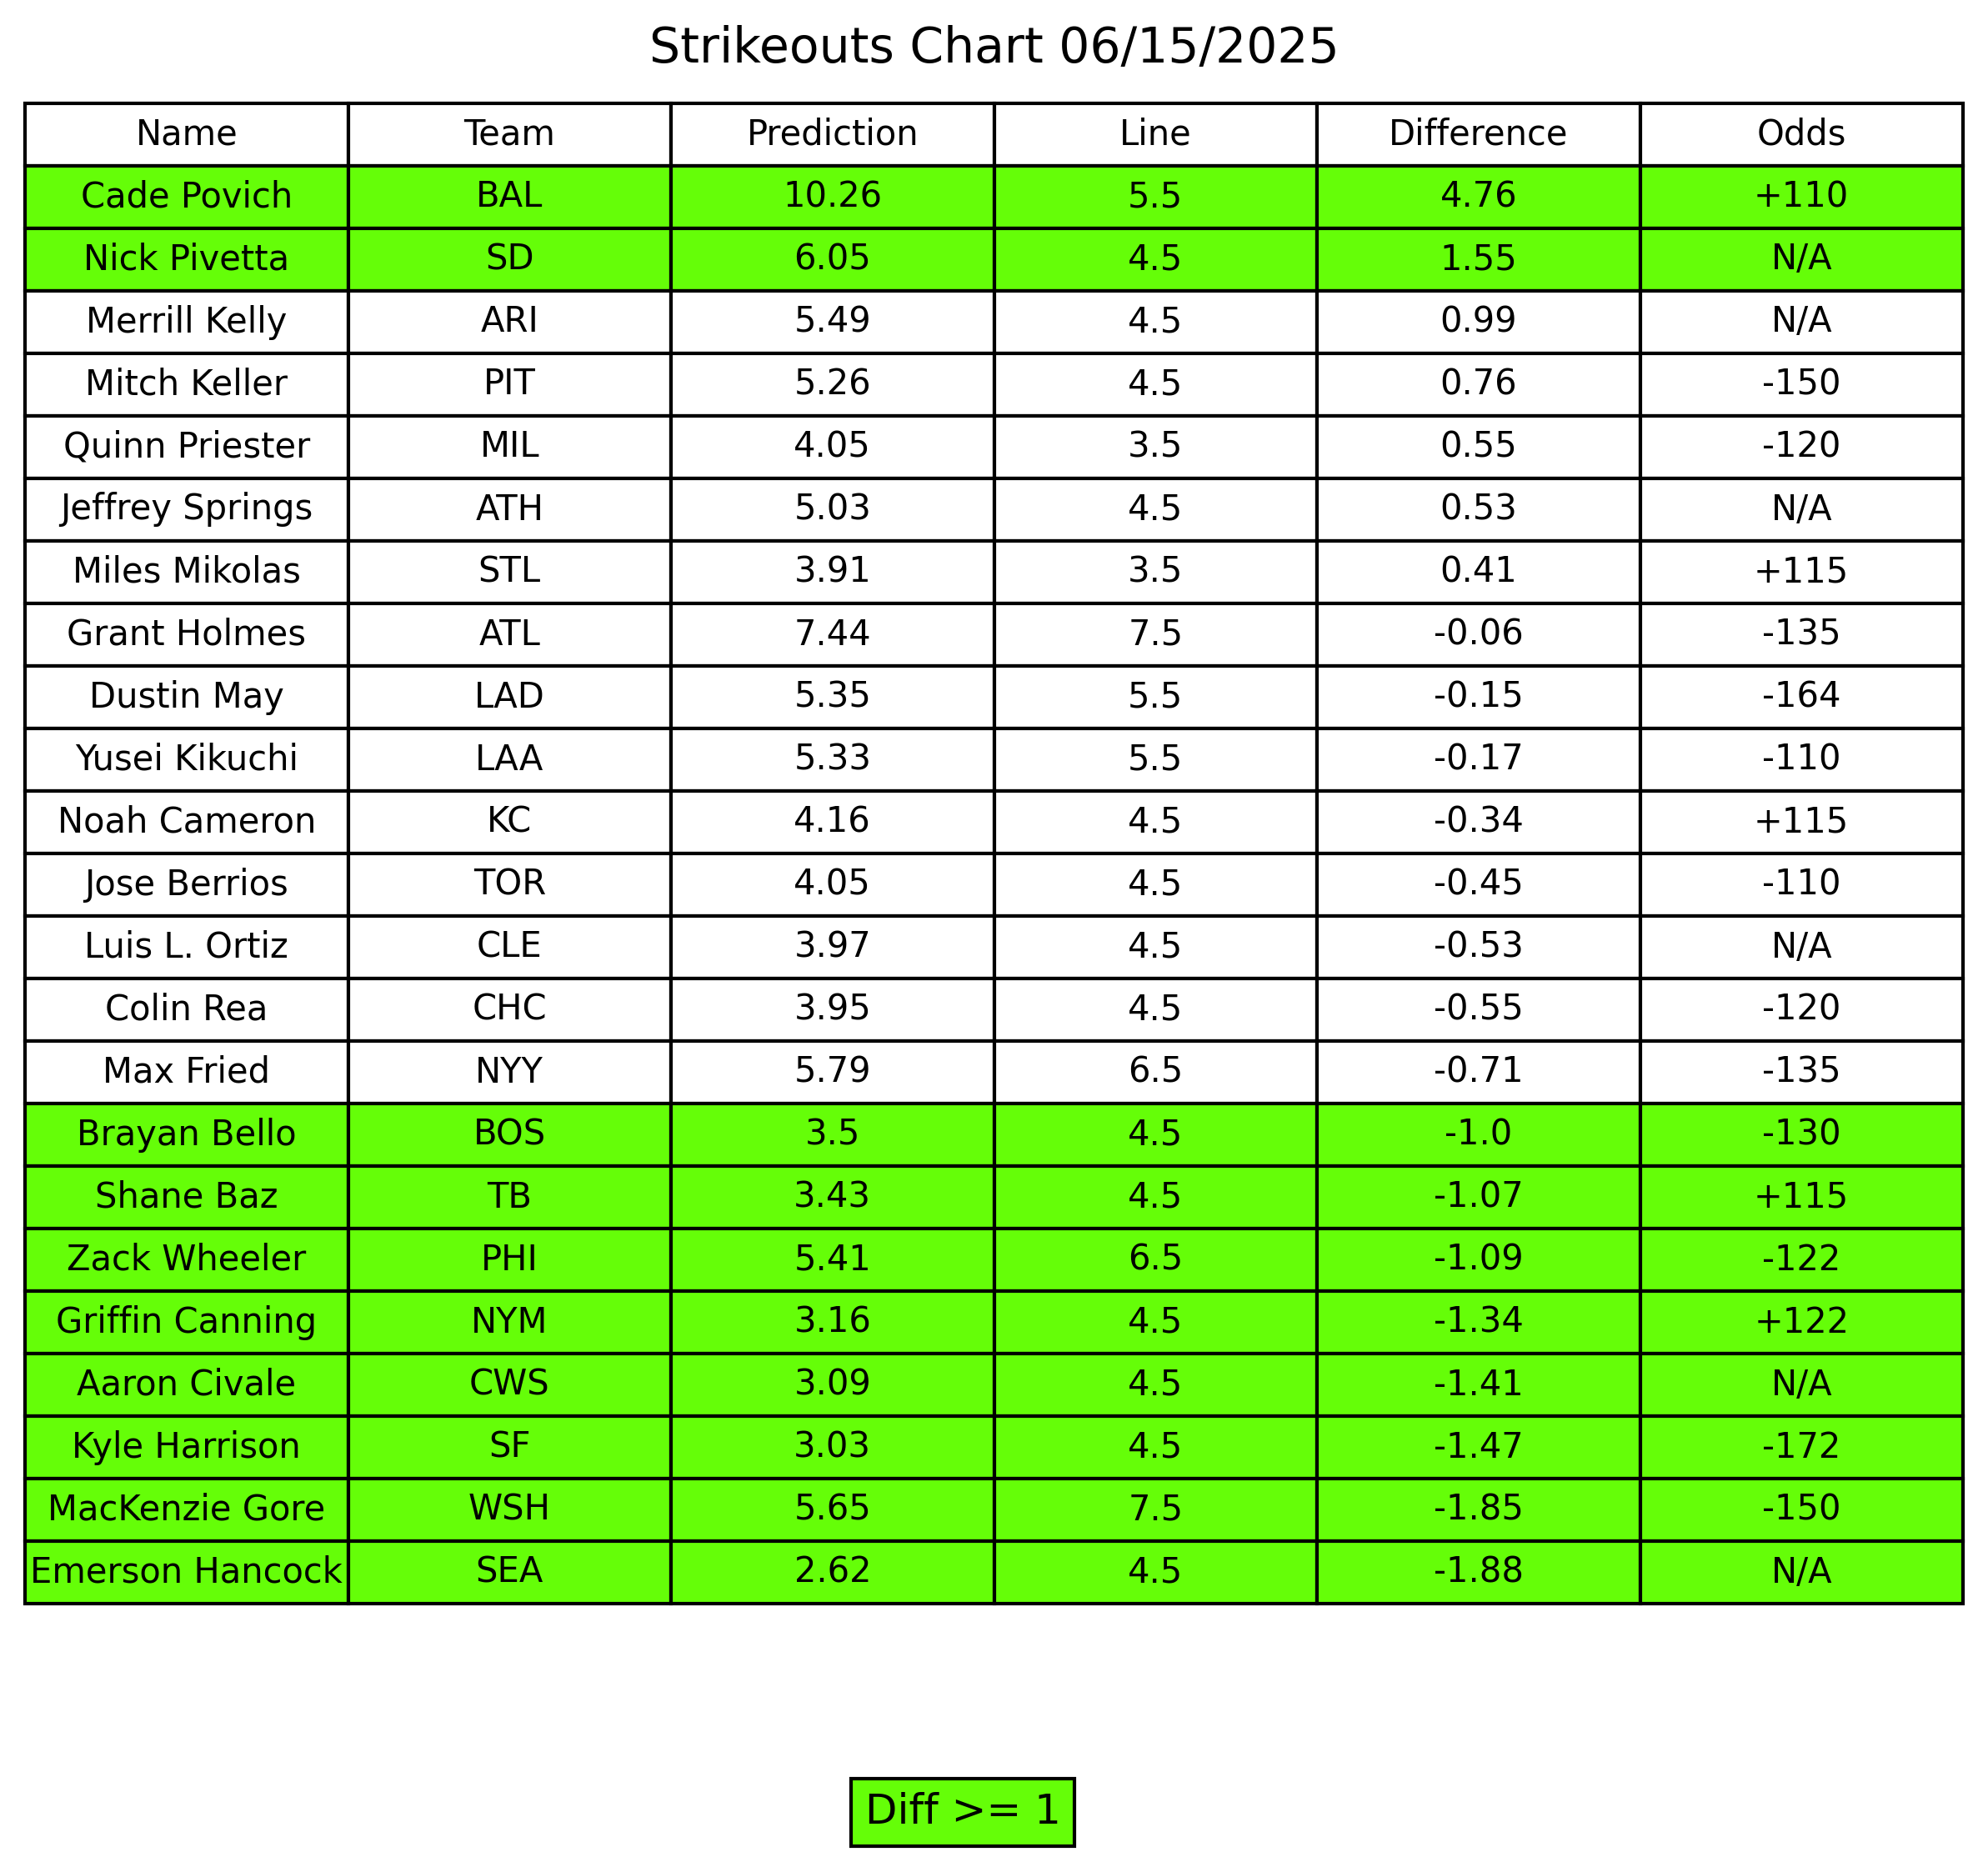 Strikeouts Chart 06/15/2025
Name Team Prediction Line Difference Odds
Cade Povich BAL 10.26 5.5 4.76 +110
Nick Pivetta SD 6.05 4.5 1.55 N/A
Merrill Kelly ARI 5.49 4.5 0.99 N/A
Mitch Keller PIT 5.26 4.5 0.76 -150
Quinn Priester MIL 4.05 3.5 0.55 -120
Jeffrey Springs ATH 5.03 4.5 0.53 N/A
Miles Mikolas STL 3.91 3.5 0.41 +115
Grant Holmes ATL 7.44 7.5 -0.06 -135
Dustin May LAD 5.35 5.5 -0.15 -164
Yusei Kikuchi LAA 5.33 5.5 -0.17 -110
Noah Cameron KC 4.16 4.5 -0.34 +115
Jose Berrios TOR 4.05 4.5 -0.45 -110
Luis L. Ortiz CLE 3.97 4.5 -0.53 N/A
Colin Rea CHC 3.95 4.5 -0.55 -120
Max Fried NYY 5.79 6.5 -0.71 -135
Brayan Bello BOS 3.5 4.5 -1.0 -130
Shane Baz TB 3.43 4.5 -1.07 +115
Zack Wheeler PHI 5.41 6.5 -1.09 -122
Griffin Canning NYM 3.16 4.5 -1.34 +122
Aaron Civale CWS 3.09 4.5 -1.41 N/A
Kyle Harrison SF 3.03 4.5 -1.47 -172
MacKenzie Gore WSH 5.65 7.5 -1.85 -150
Emerson Hancock SEA 2.62 4.5 -1.88 N/A
Diff >= 1